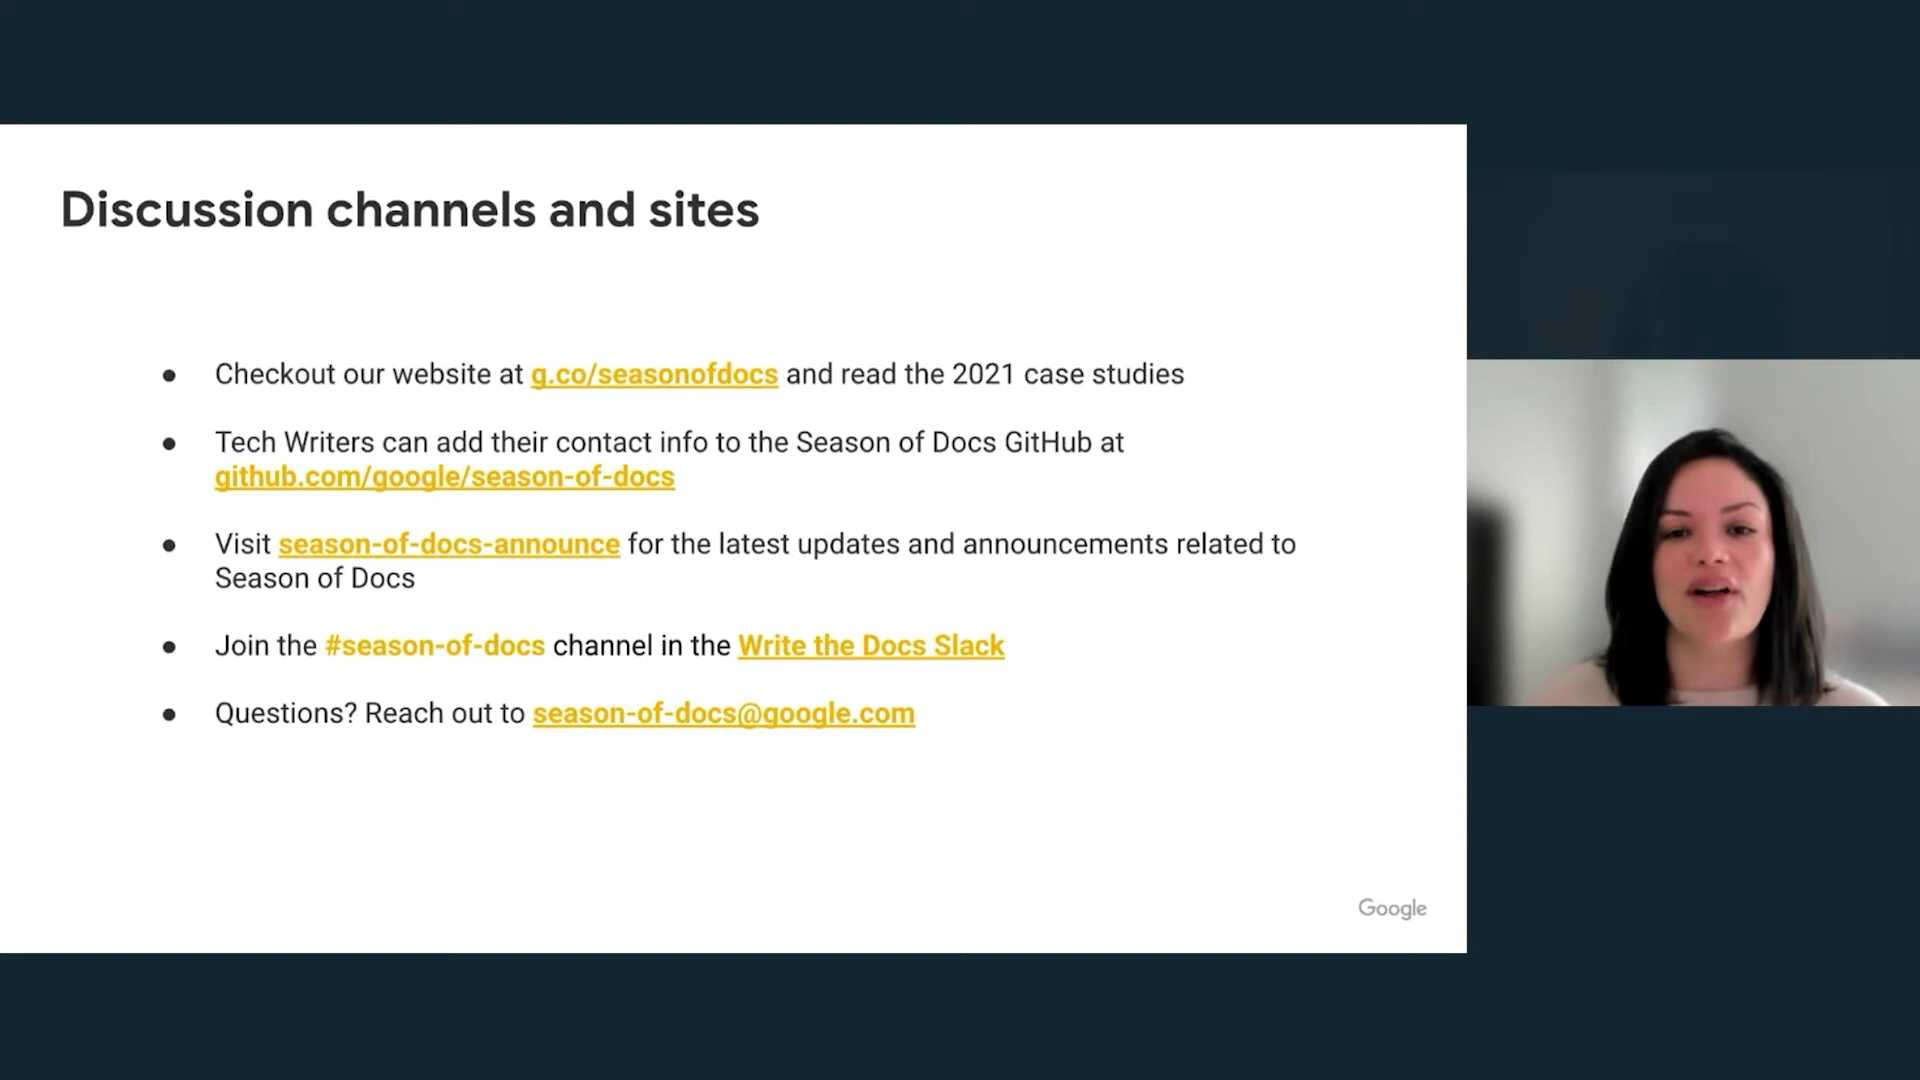 Discussion channels and sites
● Checkout our website at g.co/seasonofdocs and read the 2021 case studies
● Tech Writers can add their contact info to the Season of Docs GitHub at
github.com/google/season-of-docs
● Visit season-of-docs-announce for the latest updates and announcements related to
Season of Docs
● Join the #season-of-docs channel in the Write the Docs Slack
● Questions? Reach out to season-of-docs@google.com
Google